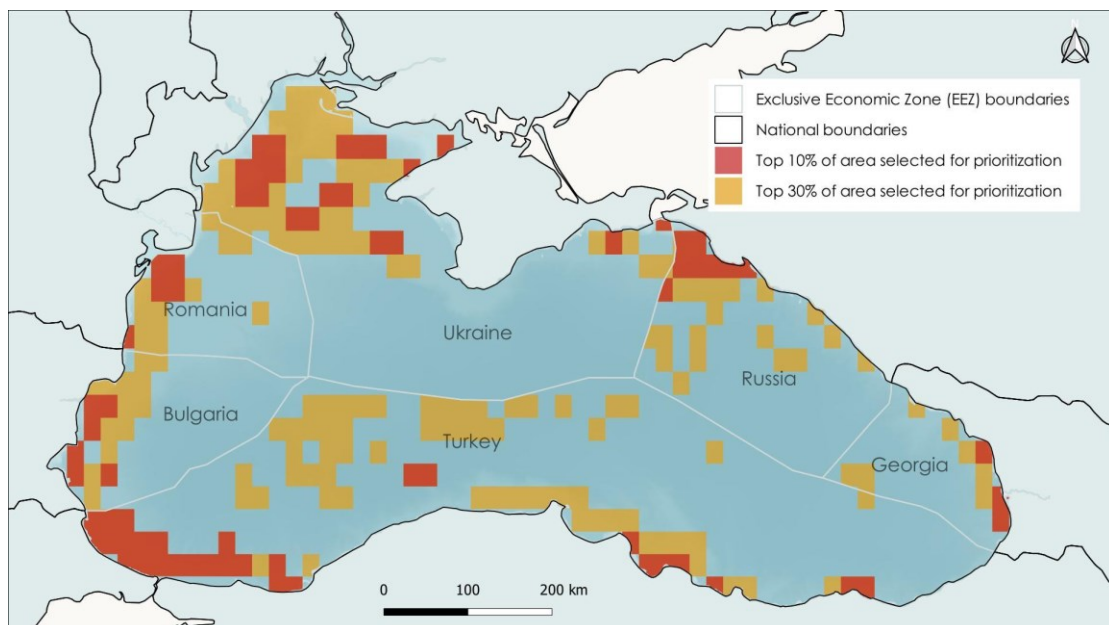 N
Exclusive Economic Zone (EEZ) boundaries
National boundaries
Top 10% of area selected for prioritization
Top 30% of area selected for prioritization
Romania
Ukraine
Russia
Bulgaria
Turkey
Georgia
0 100 200 km